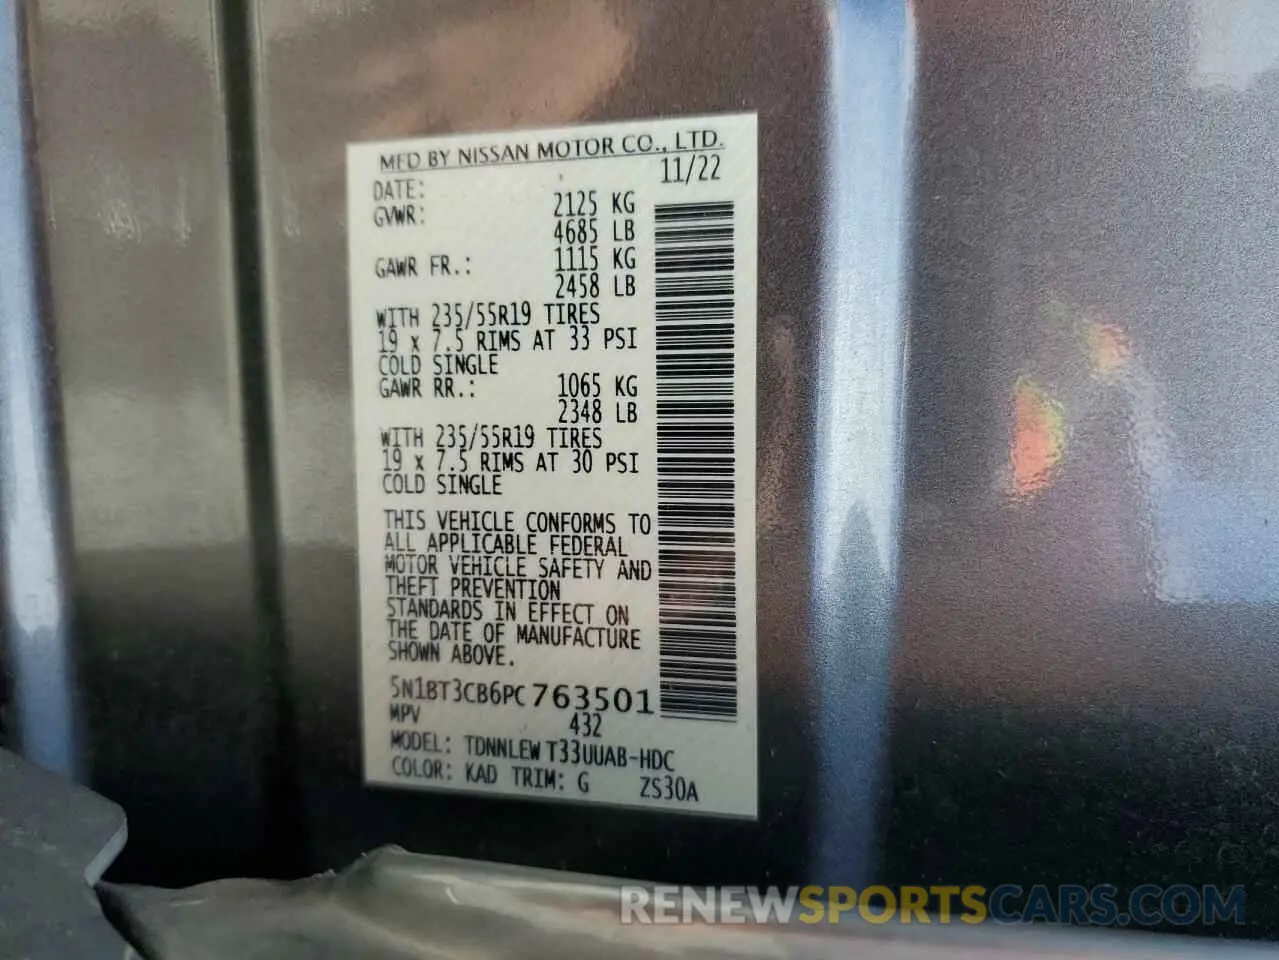 MFD BY NISSAN MOTOR CO., LTD.
DATE: 11/22
GVWR: 2125 KG
4685 LB
GAWR FR.: 1115 KG
2458 LB
WITH 235/55R19 TIRES
19 x 7.5 RIMS AT 33 PSI
COLD SINGLE
GAWR RR.: 1065 KG
2348 LB
WITH 235/55R19 TIRES
19 x 7.5 RIMS AT 30 PSI
COLD SINGLE
THIS VEHICLE CONFORMS TO
ALL APPLICABLE FEDERAL
MOTOR VEHICLE SAFETY AND
THEFT PREVENTION
STANDARDS IN EFFECT ON
THE DATE OF MANUFACTURE
SHOWN ABOVE.
5N1BT3CB6PC763501
MPV 432
MODEL: TDNNLEW T33UUAB-HDC
COLOR: KAD TRIM: G ZS30A
RENEWSPORTSCARS.COM